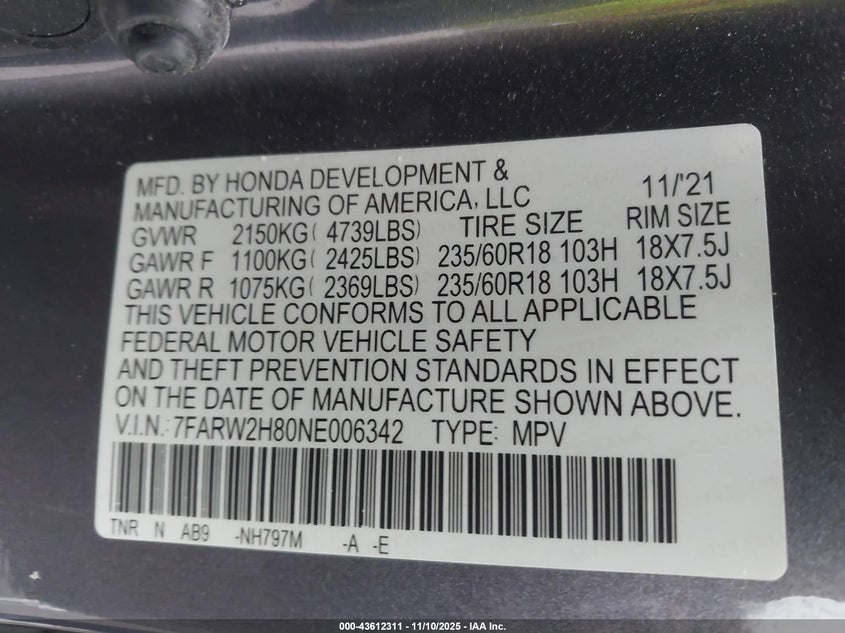 MFD. BY HONDA DEVELOPMENT &
MANUFACTURING OF AMERICA, LLC 11/'21
GVWR 2150KG( 4739LBS) TIRE SIZE RIM SIZE
GAWR F 1100KG( 2425LBS) 235/60R18 103H 18X7.5J
GAWR R 1075KG( 2369LBS) 235/60R18 103H 18X7.5J
THIS VEHICLE CONFORMS TO ALL APPLICABLE
FEDERAL MOTOR VEHICLE SAFETY
AND THEFT PREVENTION STANDARDS IN EFFECT
ON THE DATE OF MANUFACTURE SHOWN ABOVE.
V.I.N.: 7FARW2H80NE006342 TYPE: MPV
TNR N AB9 -NH797M -A -E
000-43612311 - 11/10/2025 - IAA Inc.